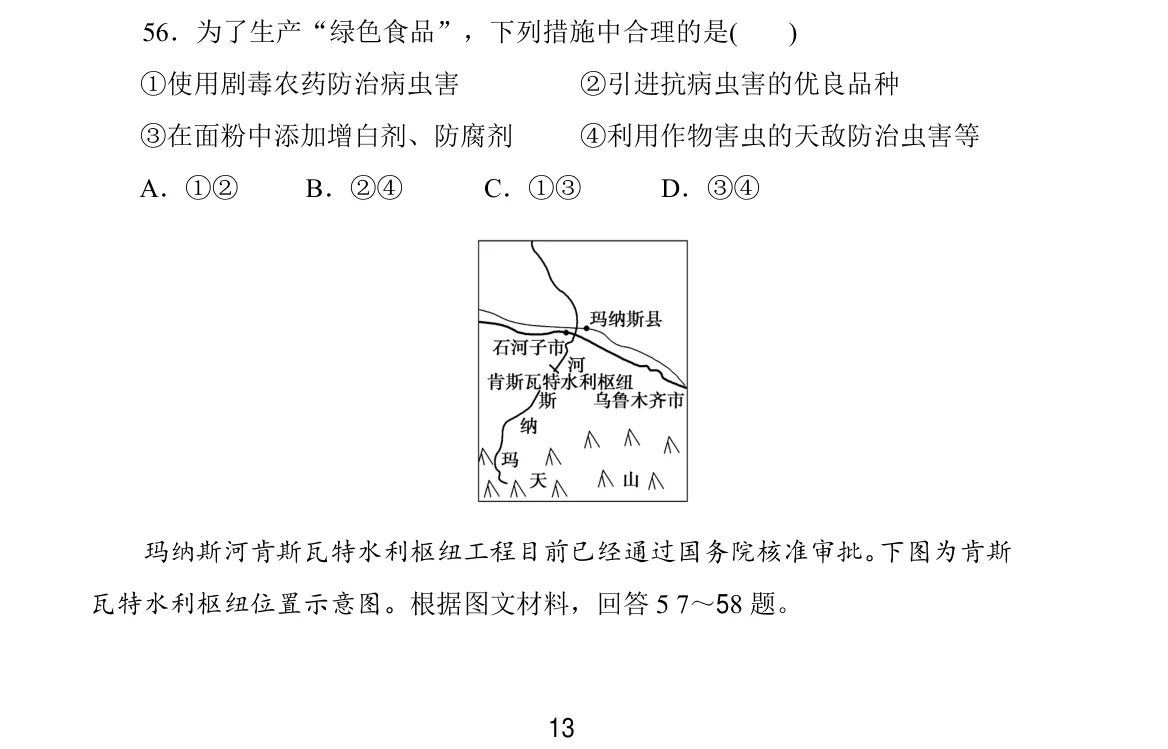 56．为了生产“绿色食品”，下列措施中合理的是(　　)
①使用剧毒农药防治病虫害　②引进抗病虫害的优良品种
③在面粉中添加增白剂、防腐剂　④利用作物害虫的天敌防治虫害等
A．①②　B．②④　C．①③　D．③④
玛纳斯县
石河子市
河
肯斯瓦特水利枢纽
斯　乌鲁木齐市
纳
玛
天　山
玛纳斯河肯斯瓦特水利枢纽工程目前已经通过国务院核准审批。下图为肯斯
瓦特水利枢纽位置示意图。根据图文材料，回答 5 7～58 题。
13